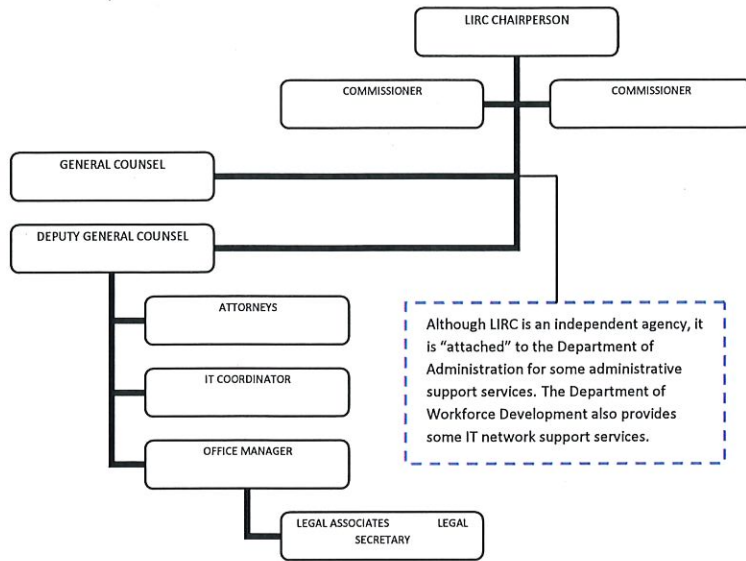 LIRC CHAIRPERSON
COMMISSIONER
COMMISSIONER
GENERAL COUNSEL
DEPUTY GENERAL COUNSEL
ATTORNEYS
IT COORDINATOR
OFFICE MANAGER
LEGAL ASSOCIATES LEGAL
SECRETARY
Although LIRC is an independent agency, it
is “attached” to the Department of
Administration for some administrative
support services. The Department of
Workforce Development also provides
some IT network support services.